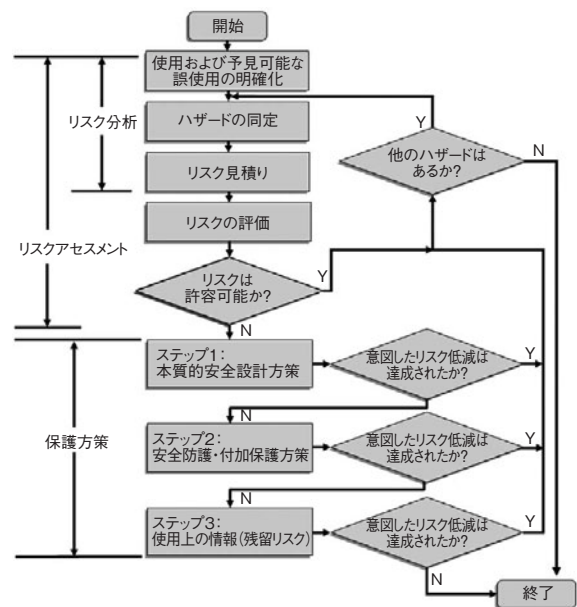 開始
使用および予見可能な
誤使用の明確化
リスク分析
ハザードの同定
Y
他のハザードは
あるか?
N
リスク見積り
リスクの評価
リスクアセスメント
リスクは
許容可能か?
Y
N
ステップ1:
本質的安全設計方策
意図したリスク低減は
達成されたか?
Y
N
保護方策
ステップ2:
安全防護・付加保護方策
意図したリスク低減は
達成されたか?
Y
N
ステップ3:
使用上の情報(残留リスク)
意図したリスク低減は
達成されたか?
Y
N
終了